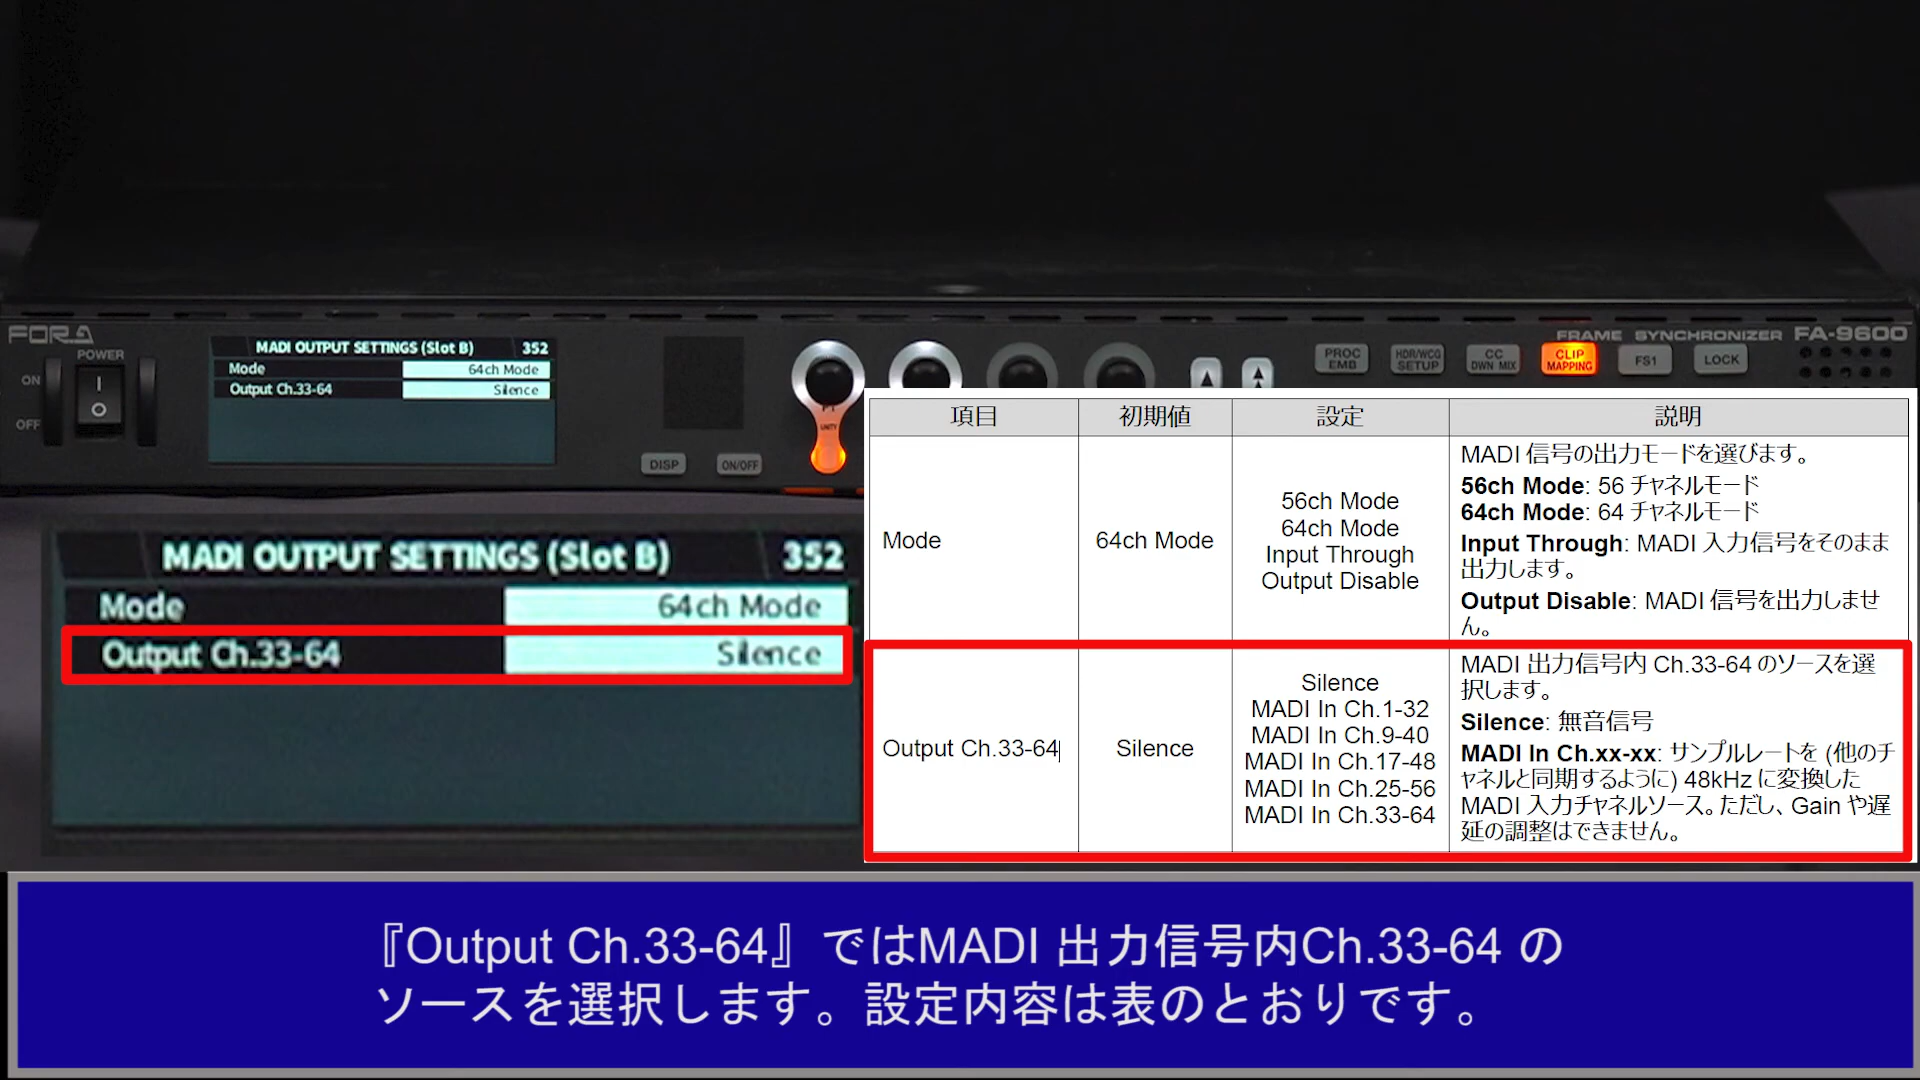 FOR.A
POWER
ON
OFF
MADI OUTPUT SETTINGS (Slot B) 352
Mode 64ch Mode
Output Ch.33-64 Silence
DISP
ON/OFF
UNITY
FRAME SYNCHRONIZER FA-9600
PROC EMB
HDR/WCG SETUP
CC DWN MIX
CLIP MAPPING
FS1
LOCK
MADI OUTPUT SETTINGS (Slot B) 352
Mode 64ch Mode
Output Ch.33-64 Silence
項目 初期値 設定 説明
Mode
64ch Mode
56ch Mode
64ch Mode
Input Through
Output Disable
MADI 信号の出力モードを選びます。
56ch Mode: 56 チャネルモード
64ch Mode: 64 チャネルモード
Input Through: MADI 入力信号をそのまま
出力します。
Output Disable: MADI 信号を出力しませ
ん。
Output Ch.33-64
Silence
Silence
MADI In Ch.1-32
MADI In Ch.9-40
MADI In Ch.17-48
MADI In Ch.25-56
MADI In Ch.33-64
MADI 出力信号内 Ch.33-64 のソースを選
択します。
Silence: 無音信号
MADI In Ch.xx-xx: サンプルレートを (他のチ
ャネルと同期するように) 48kHz に変換した
MADI 入力チャネルソース。ただし、Gain や遅
延の調整はできません。
『Output Ch.33-64』ではMADI 出力信号内Ch.33-64 の
ソースを選択します。設定内容は表のとおりです。